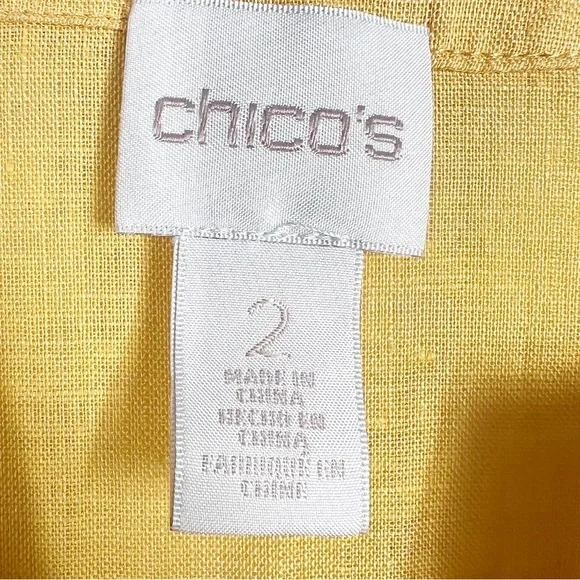 chico's
2
MADE IN
CHINA
HECHO EN
CHINA
FABRIQUE EN
CHINE